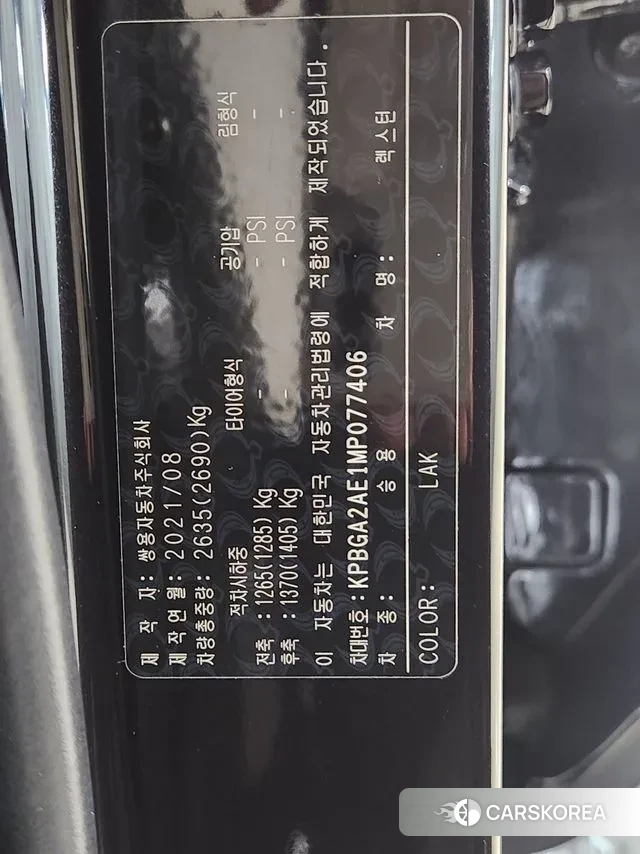 제 작 자: 쌍용자동차주식회사
제 작 연 월: 2021/08
차량총중량: 2635(2690)Kg
적차시하중 타이어형식 공기압 림형식
전축 :1265(1285) Kg - - PSI -
후축 :1370(1405) Kg - - PSI -
이 자동차는 대한민국 자동차관리법령에 적합하게 제작되었습니다.
차대번호:KPBGA2AE1MP077406
차 종: 승용 차 명: 렉스턴
COLOR: LAK
CARSKOREA